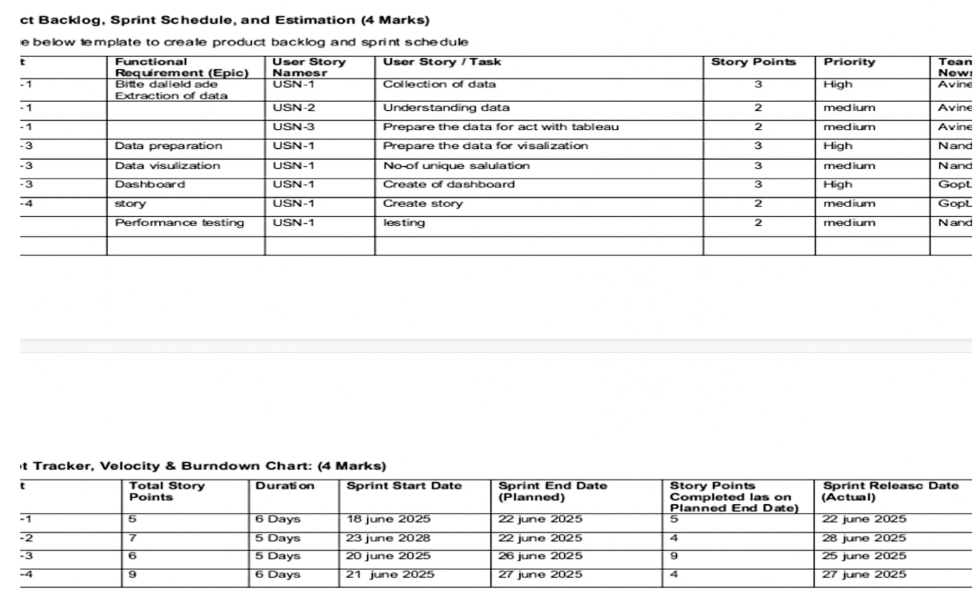 ct Backlog, Sprint Schedule, and Estimation (4 Marks)
e below template to create product backlog and sprint schedule
t Functional Requirement (Epic) User Story Namesr User Story / Task Story Points Priority Tean News
-1 Bitte dalield ade Extraction of data USN-1 Collection of data 3 High Avine
-1 USN-2 Understanding data 2 medium Avine
-1 USN-3 Prepare the data for act with tableau 2 medium Avine
-3 Data preparation USN-1 Prepare the data for visalization 3 High Nand
-3 Data visulization USN-1 No-of unique salulation 3 medium Nand
-3 Dashboard USN-1 Create of dashboard 3 High GopL
-4 story USN-1 Create story 2 medium GopL
Performance testing USN-1 lesting 2 medium Nand
t Tracker, Velocity & Burndown Chart: (4 Marks)
t Total Story Points Duration Sprint Start Date Sprint End Date (Planned) Story Points Completed las on Planned End Date) Sprint Releasc Date (Actual)
-1 5 6 Days 18 june 2025 22 june 2025 5 22 june 2025
-2 7 5 Days 23 june 2028 22 june 2025 4 28 june 2025
-3 6 5 Days 20 june 2025 26 june 2025 9 25 june 2025
-4 9 6 Days 21 june 2025 27 june 2025 4 27 june 2025